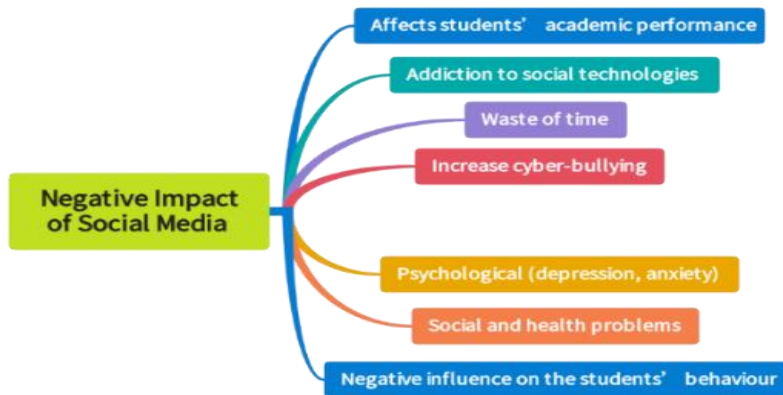 Negative Impact
of Social Media
Affects students’ academic performance
Addiction to social technologies
Waste of time
Increase cyber-bullying
Psychological (depression, anxiety)
Social and health problems
Negative influence on the students’ behaviour